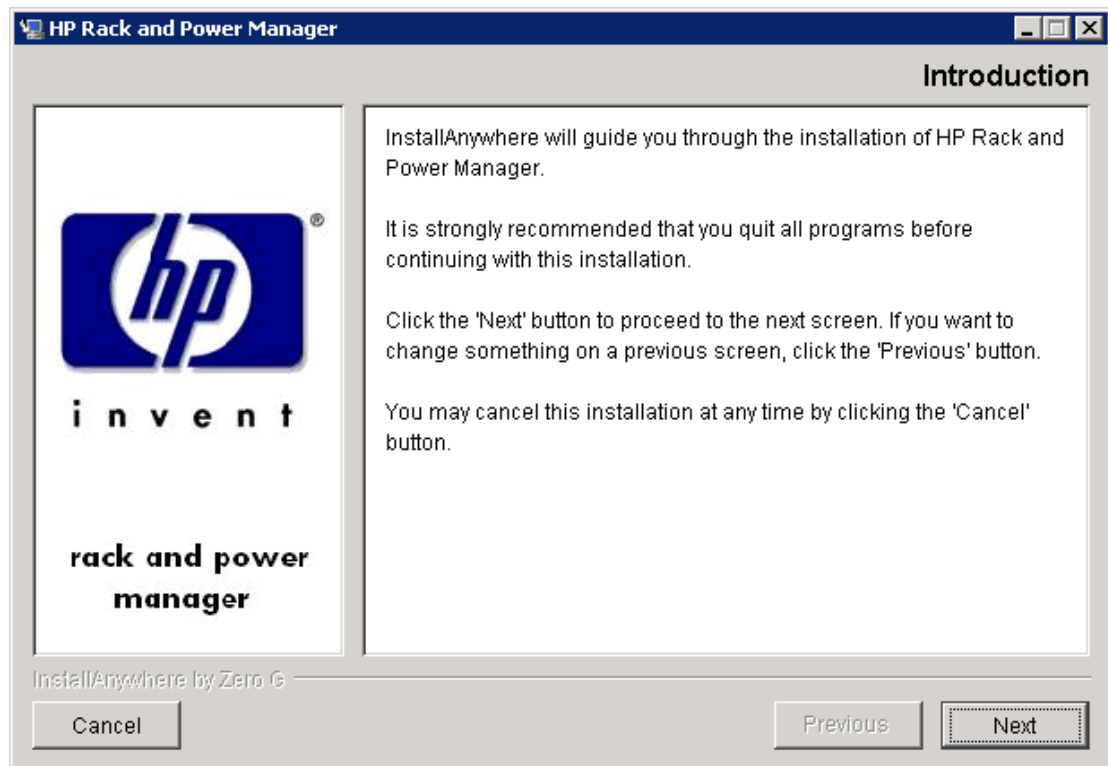 HP Rack and Power Manager
Introduction
hp
®
invent
rack and power
manager
InstallAnywhere will guide you through the installation of HP Rack and
Power Manager.
It is strongly recommended that you quit all programs before
continuing with this installation.
Click the 'Next' button to proceed to the next screen. If you want to
change something on a previous screen, click the 'Previous' button.
You may cancel this installation at any time by clicking the 'Cancel'
button.
InstallAnywhere by Zero G
Cancel
Previous
Next